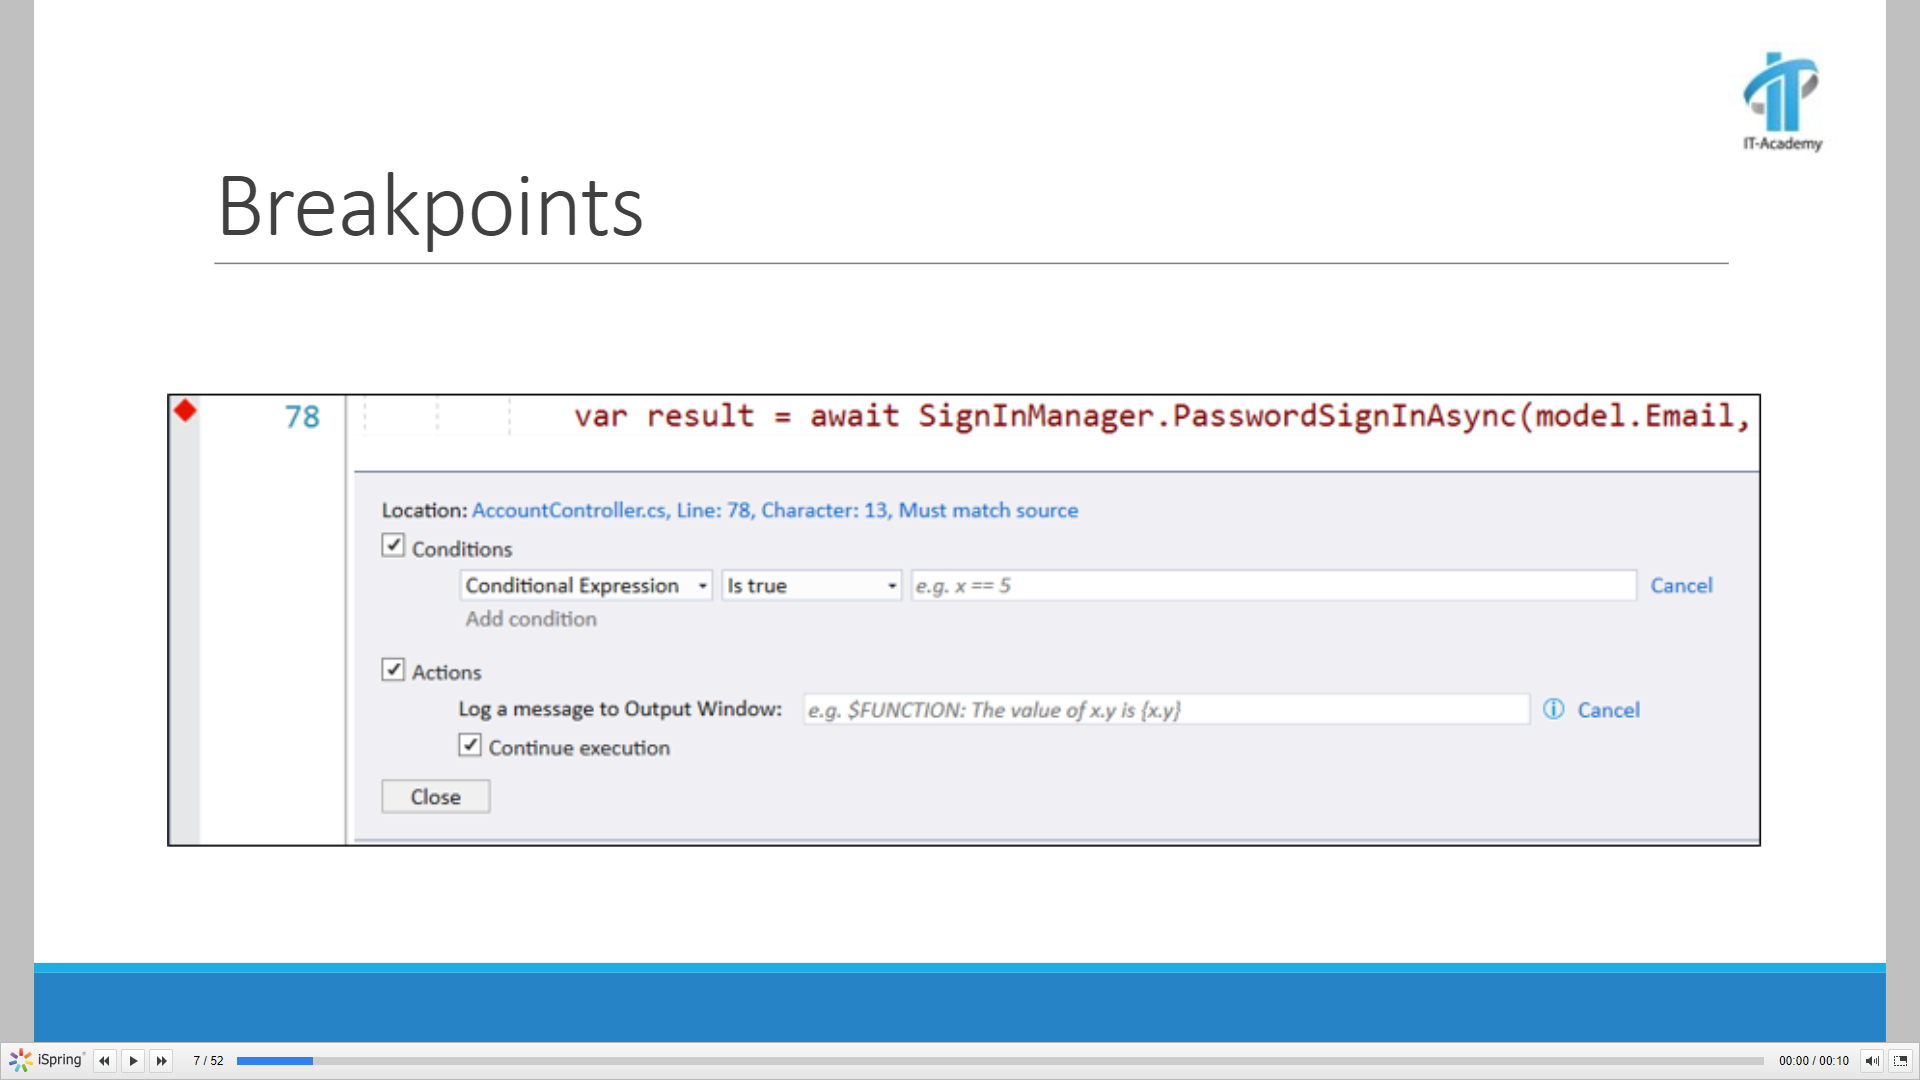 IT-Academy
Breakpoints
78 var result = await SignInManager.PasswordSignInAsync(model.Email,
Location: AccountController.cs, Line: 78, Character: 13, Must match source
Conditions
Conditional Expression Is true e.g. x == 5 Cancel
Add condition
Actions
Log a message to Output Window: e.g. $FUNCTION: The value of x.y is {x.y} Cancel
Continue execution
Close
iSpring 7 / 52 00:00 / 00:10